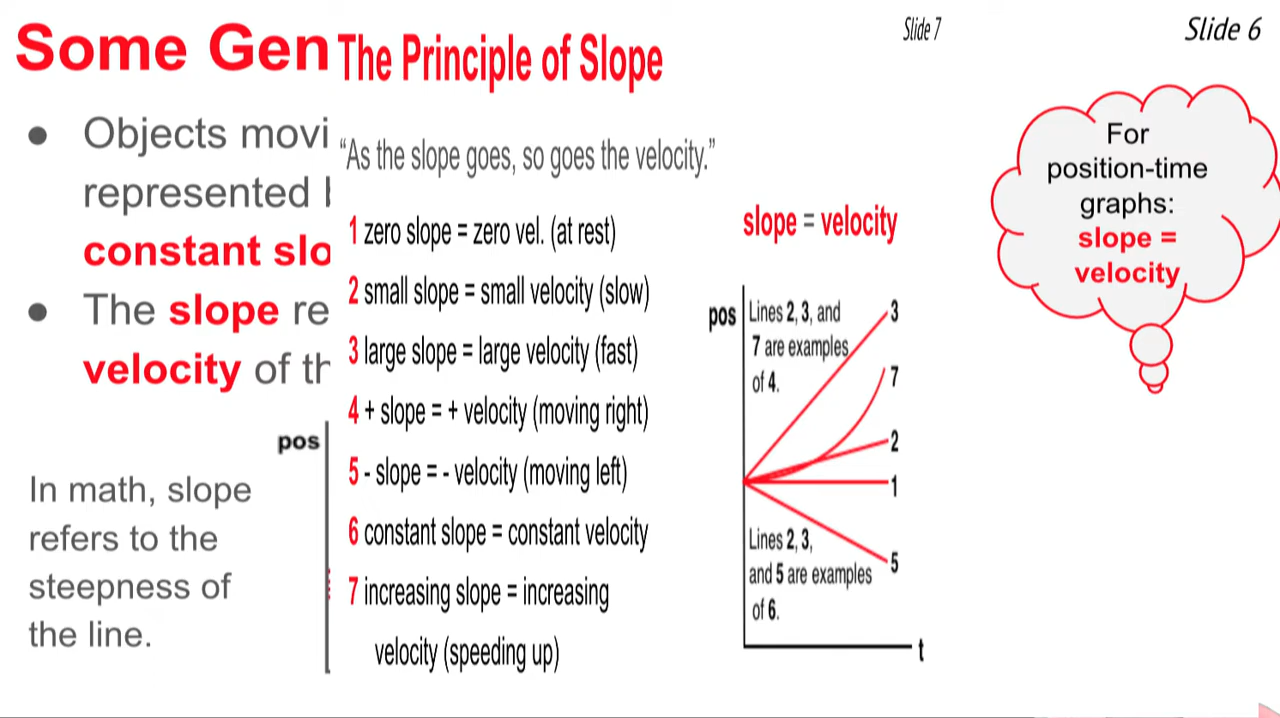 Some Gen
Slide 6
● Objects movi
represented
constant slo
● The slope re
velocity of th
pos
In math, slope
refers to the
steepness of
the line.
The Principle of Slope
Slide 7
“As the slope goes, so goes the velocity.”
1 zero slope = zero vel. (at rest)
2 small slope = small velocity (slow)
3 large slope = large velocity (fast)
4 + slope = + velocity (moving right)
5 - slope = - velocity (moving left)
6 constant slope = constant velocity
7 increasing slope = increasing
velocity (speeding up)
slope = velocity
pos
Lines 2, 3, and
7 are examples
of 4.
3
7
2
1
5
Lines 2, 3,
and 5 are examples
of 6.
t
For
position-time
graphs:
slope =
velocity